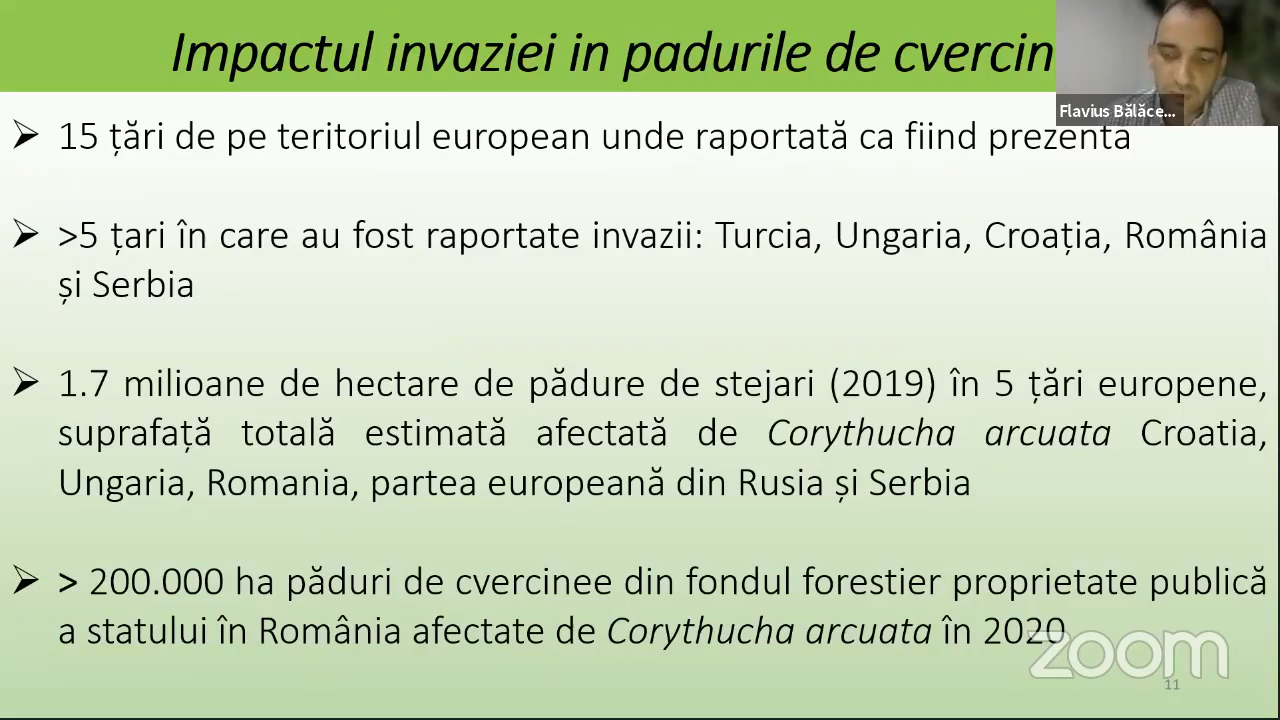 Impactul invaziei in padurile de cvercin
Flavius Bălăce...
➢ 15 țări de pe teritoriul european unde raportată ca fiind prezenta
➢ >5 țari în care au fost raportate invazii: Turcia, Ungaria, Croația, România
și Serbia
➢ 1.7 milioane de hectare de pădure de stejari (2019) în 5 țări europene,
suprafață totală estimată afectată de Corythucha arcuata Croatia,
Ungaria, Romania, partea europeană din Rusia și Serbia
➢ > 200.000 ha păduri de cvercinee din fondul forestier proprietate publică
a statului în România afectate de Corythucha arcuata în 2020
zoom
11